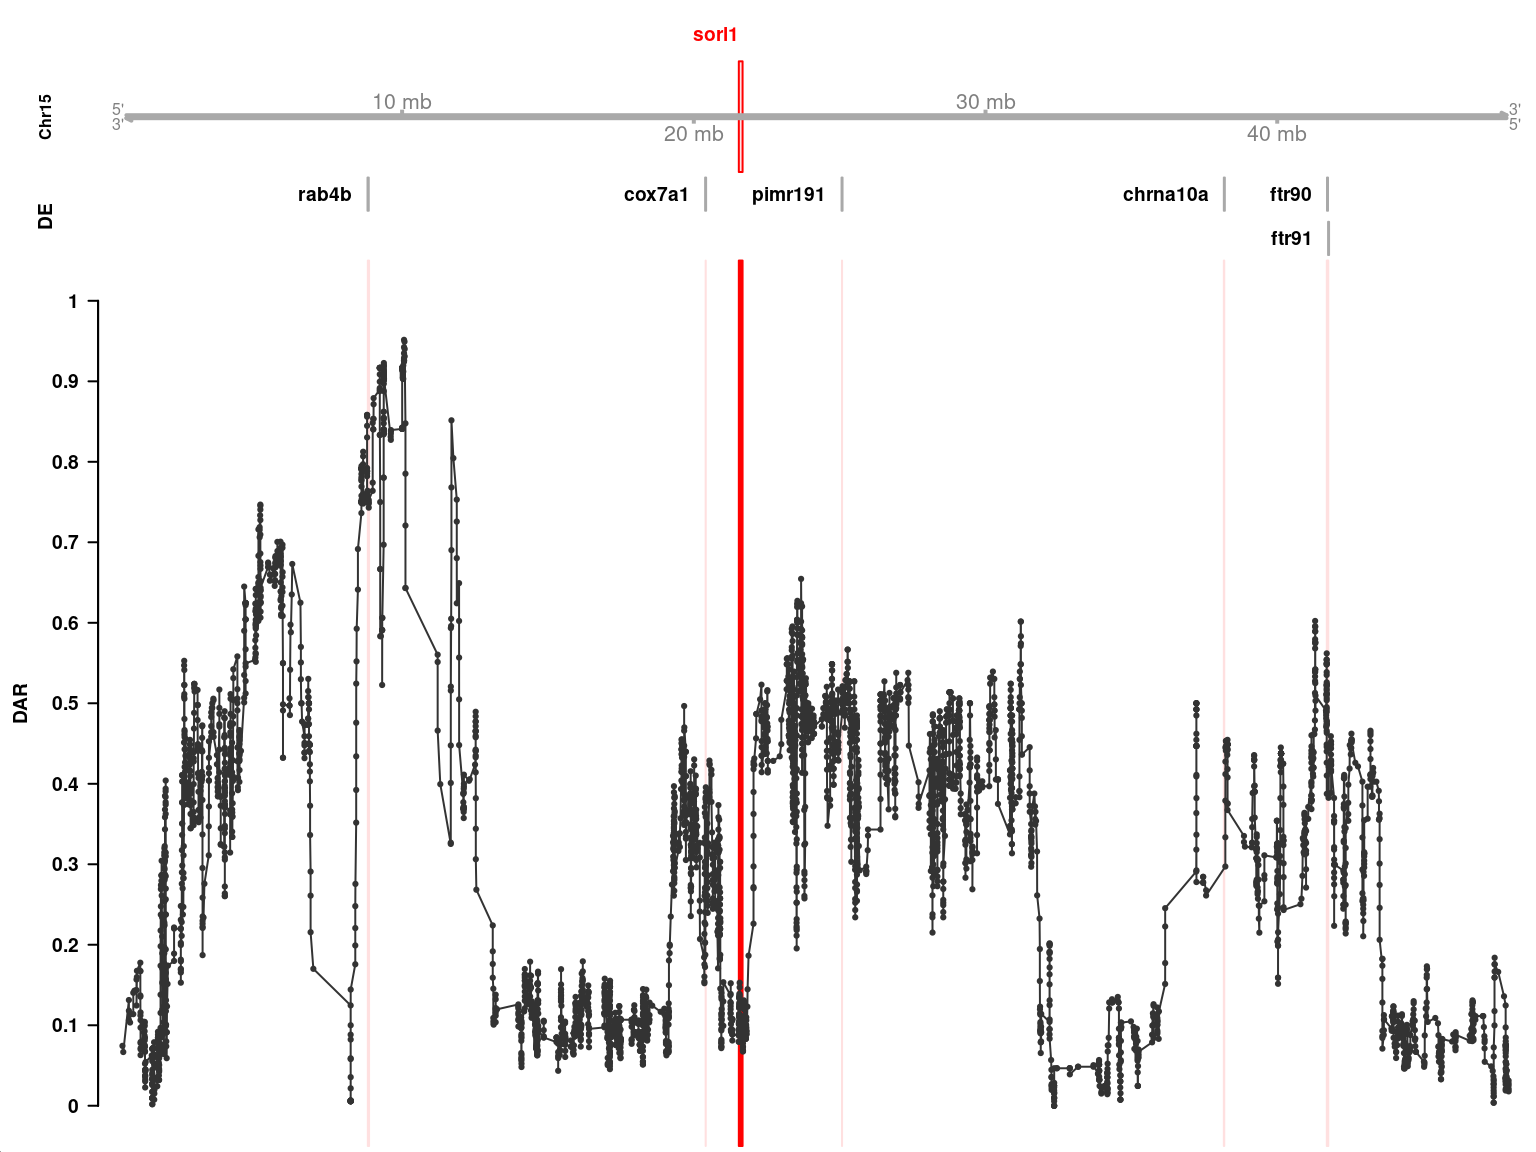 sorl1
Chr15
5'
3'
10 mb
20 mb
30 mb
40 mb
3'
5'
DE
rab4b
cox7a1
pimr191
chrna10a
ftr90
ftr91
DAR
1
0.9
0.8
0.7
0.6
0.5
0.4
0.3
0.2
0.1
0